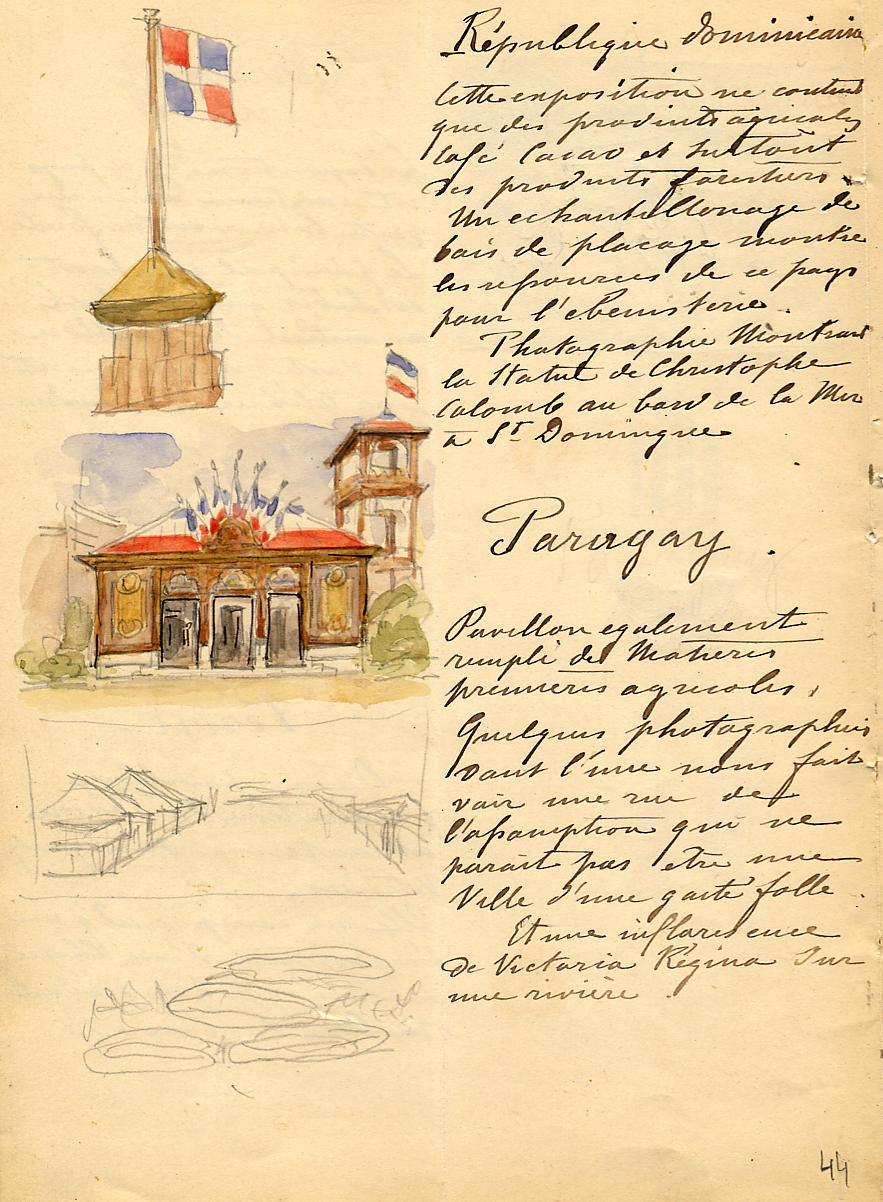 République dominicaine
Cette exposition ne contient
que des produits agricoles
Café Cacao et surtout
des produits forestiers.
Un echantillonage de
bois de placage montre
les ressources de ce pays
pour l'ebenisterie.
Photographie Montrant
la Statue de Christophe
Colomb au bord de la Mer
à St Domingue
Paragay.
Pavillon egalement
rempli de Matieres
premieres agricoles.
Quelques photographies
dont l'une nous fait
voir une rue de
l'assomption qui ne
parait pas etre une
Ville d'une gaité folle.
Et une inflorescence
de Victoria Régina sur
une rivière.
44